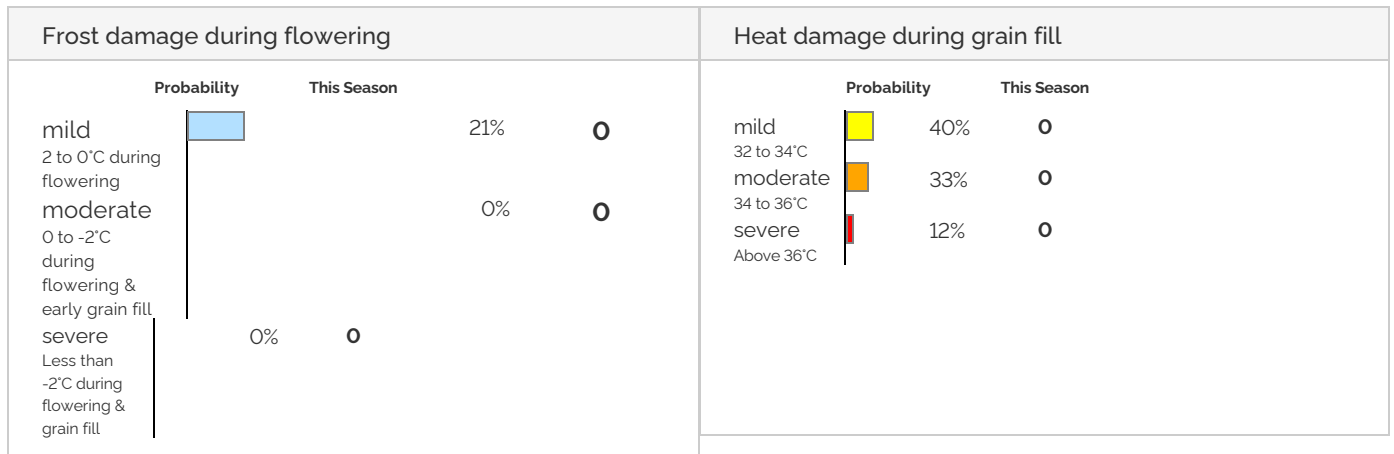 Frost damage during flowering
Probability This Season
mild 21% 0
2 to 0°C during
flowering
moderate 0% 0
0 to -2°C
during
flowering &
early grain fill
severe 0% 0
Less than
-2°C during
flowering &
grain fill
Heat damage during grain fill
Probability This Season
mild 40% 0
32 to 34°C
moderate 33% 0
34 to 36°C
severe 12% 0
Above 36°C